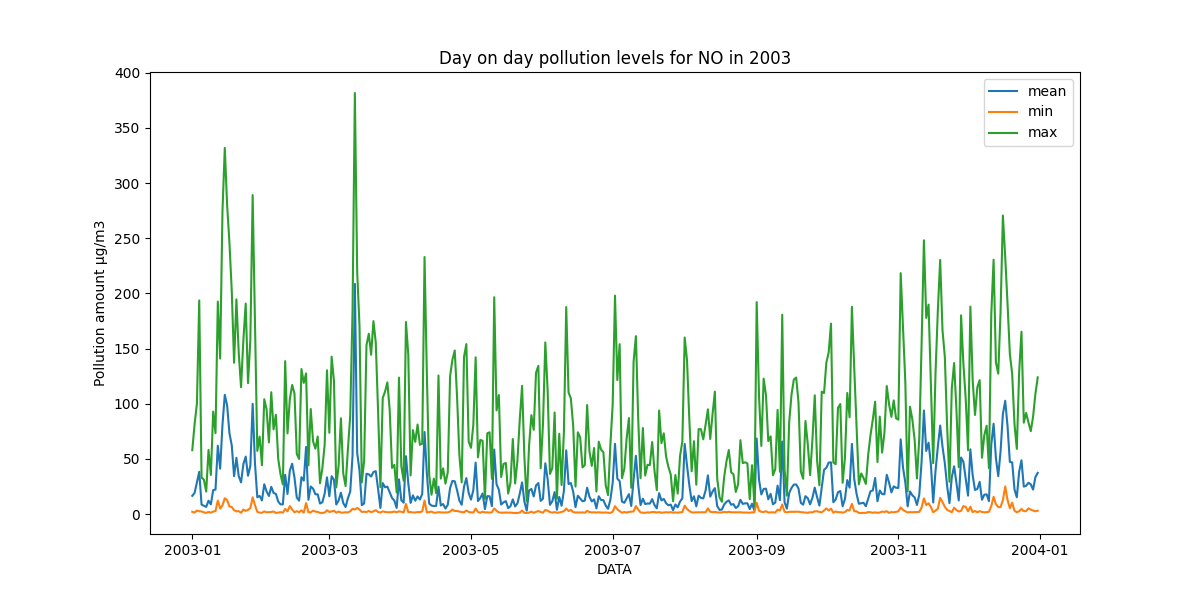 Day on day pollution levels for NO in 2003
Pollution amount µg/m3
400
350
300
250
200
150
100
50
0
mean
min
max
2003-01
2003-03
2003-05
2003-07
2003-09
2003-11
2004-01
DATA